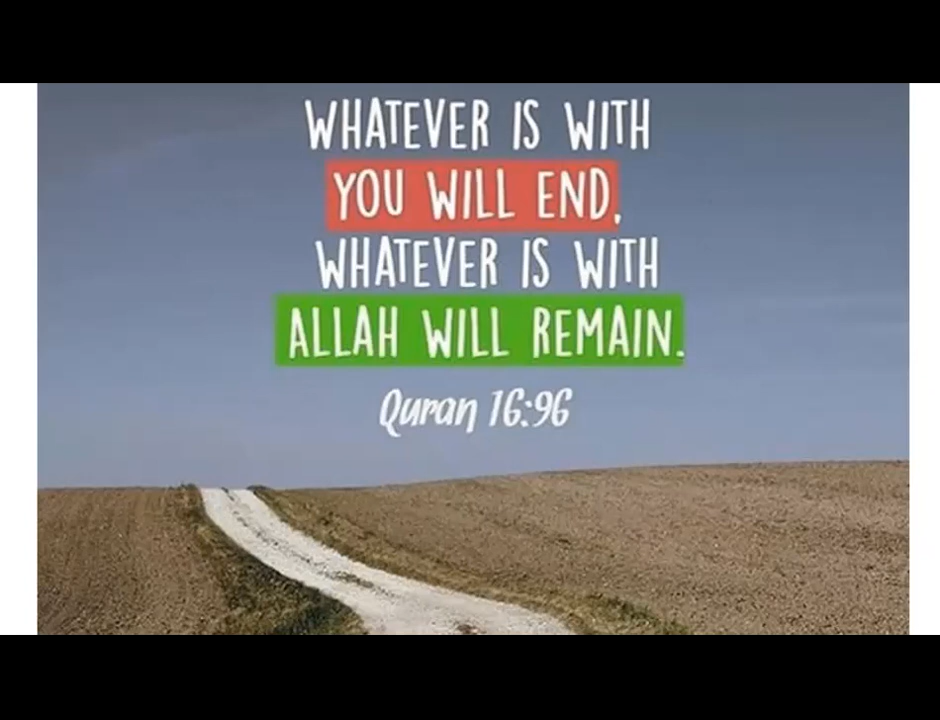 WHATEVER IS WITH
YOU WILL END.
WHATEVER IS WITH
ALLAH WILL REMAIN.
Quran 16:96